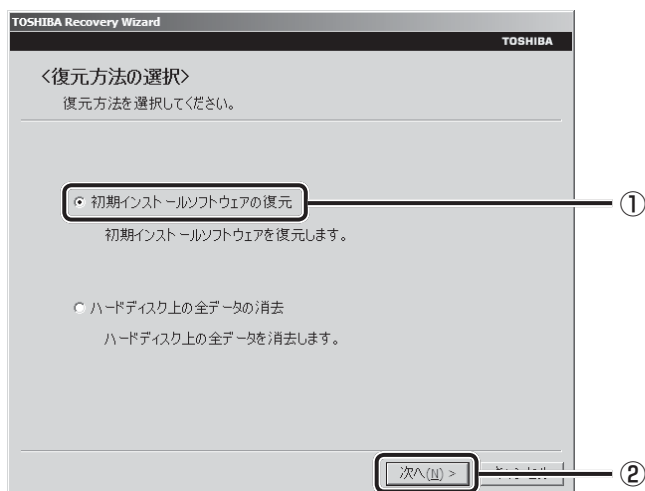 TOSHIBA Recovery Wizard
TOSHIBA
<復元方法の選択>
復元方法を選択してください。
初期インストールソフトウェアの復元
①
初期インストールソフトウェアを復元します。
ハードディスク上の全データの消去
ハードディスク上の全データを消去します。
次へ(N) >
②